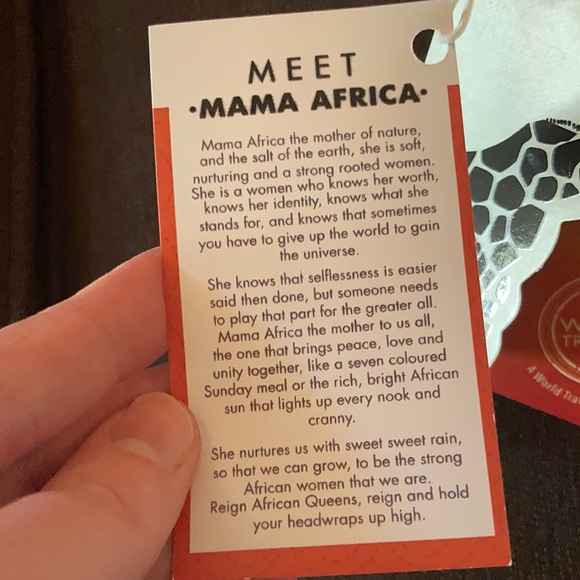 MEET
•MAMA AFRICA•
Mama Africa the mother of nature,
and the salt of the earth, she is soft,
nurturing and a strong rooted women.
She is a women who knows her worth,
knows her identity, knows what she
stands for, and knows that sometimes
you have to give up the world to gain
the universe.
She knows that selflessness is easier
said then done, but someone needs
to play that part for the greater all.
Mama Africa the mother to us all,
the one that brings peace, love and
unity together, like a seven coloured
Sunday meal or the rich, bright African
sun that lights up every nook and
cranny.
She nurtures us with sweet sweet rain,
so that we can grow, to be the strong
African women that we are.
Reign African Queens, reign and hold
your headwraps up high.
A World